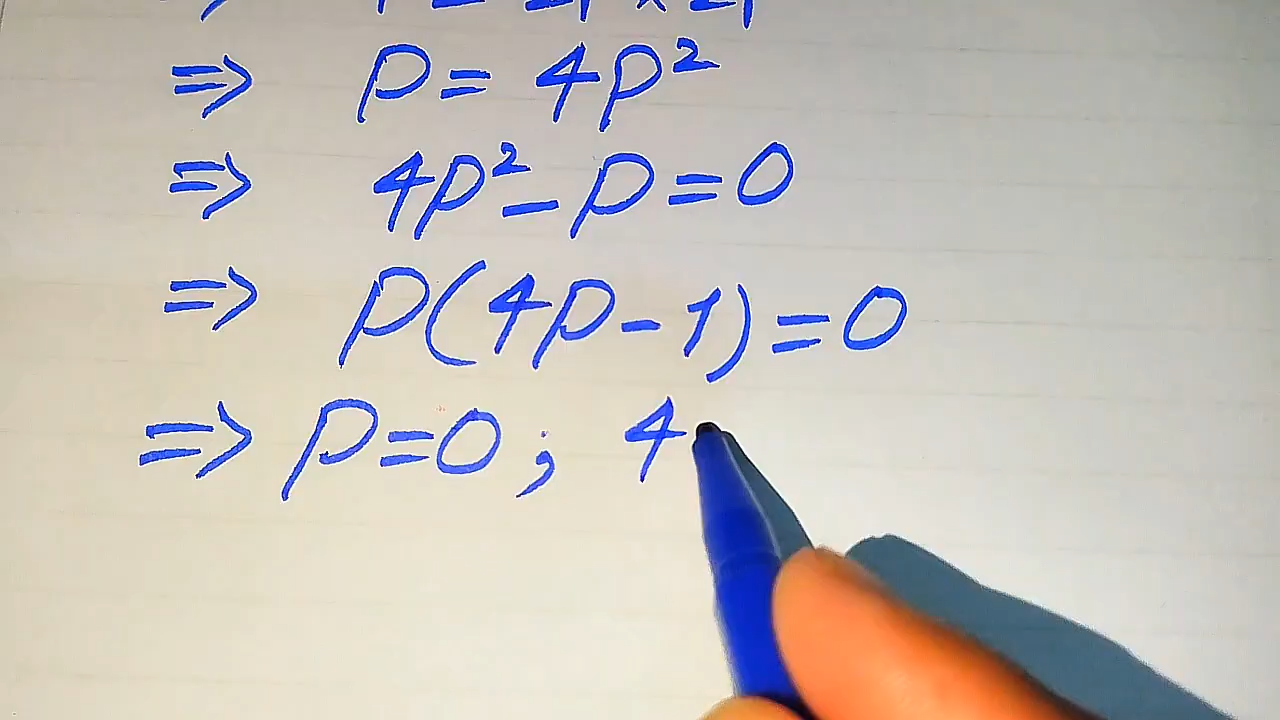 => P = 4P²
=> 4P² - P = 0
=> P(4P - 1) = 0
=> P = 0 ; 4